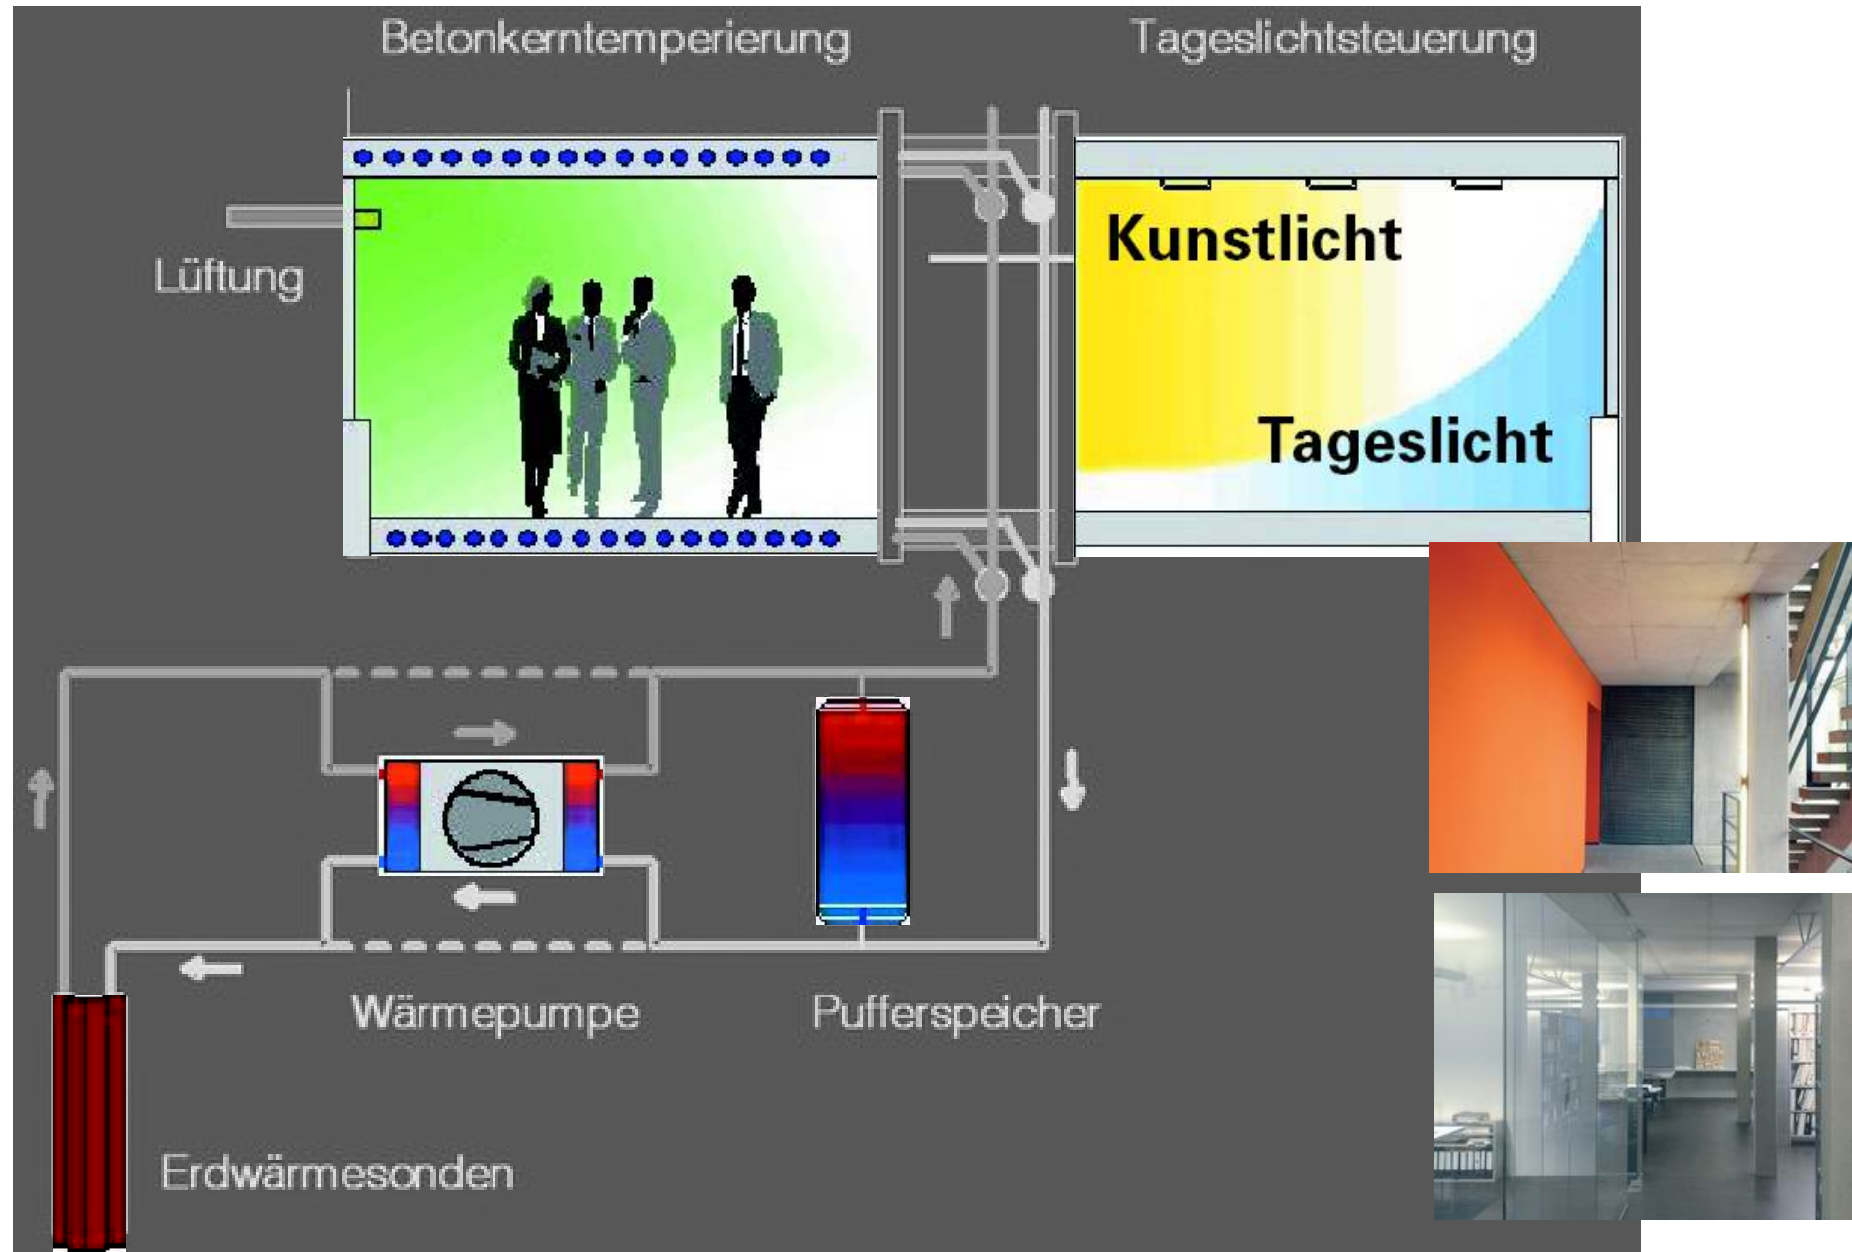 Betonkerntemperierung
Tageslichtsteuerung
Lüftung
Kunstlicht
Tageslicht
Wärmepumpe
Pufferspeicher
Erdwärmesonden